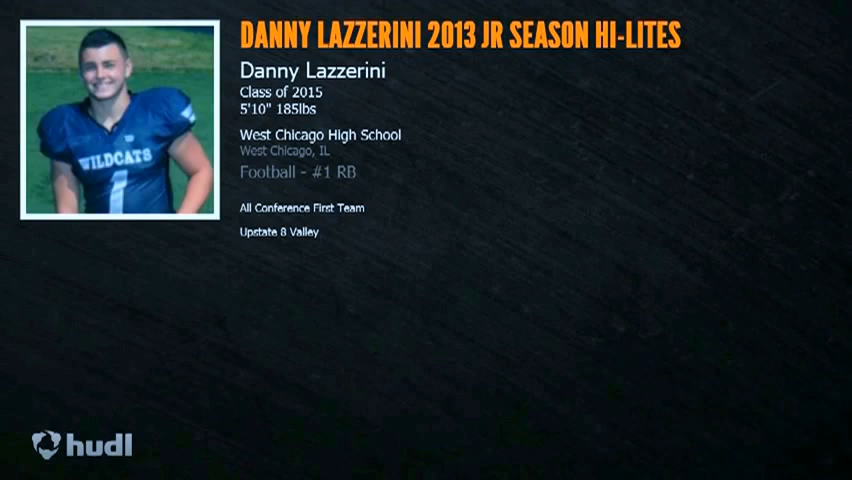 DANNY LAZZERINI 2013 JR SEASON HI-LITES
Danny Lazzerini
Class of 2015
5'10" 185lbs
West Chicago High School
West Chicago, IL
Football - #1 RB
All Conference First Team
Upstate 8 Valley
WILDCATS
1
hudl